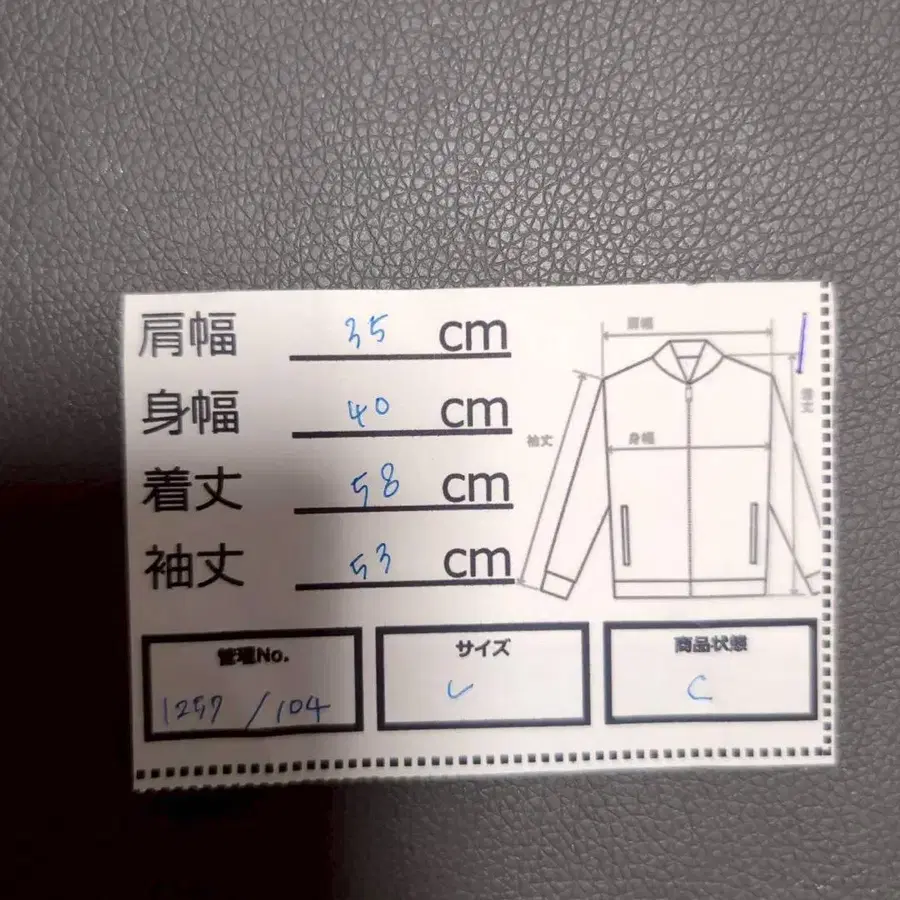 肩幅 35 cm
身幅 40 cm
着丈 58 cm
袖丈 53 cm
肩幅
身幅
袖丈
着丈
管理No.
1257 / 104
サイズ
L
商品状態
C